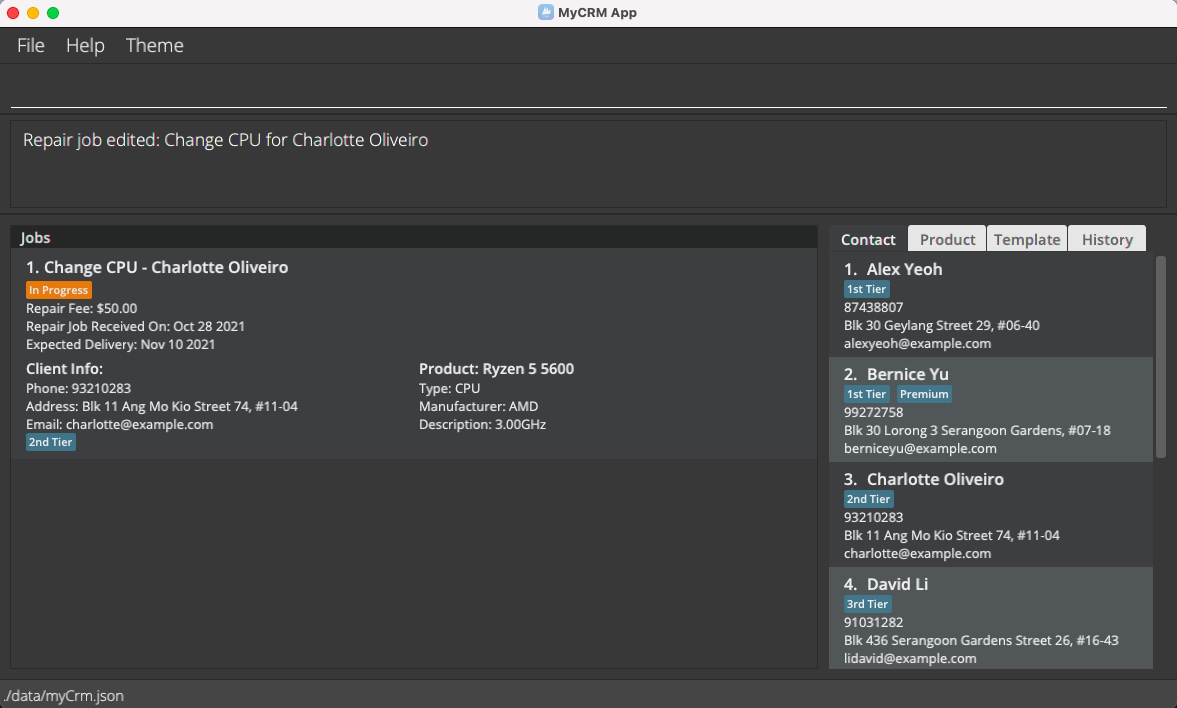 MyCRM App
File Help Theme
Repair job edited: Change CPU for Charlotte Oliveiro
Jobs
1. Change CPU - Charlotte Oliveiro
In Progress
Repair Fee: $50.00
Repair Job Received On: Oct 28 2021
Expected Delivery: Nov 10 2021
Client Info:
Phone: 93210283
Address: Blk 11 Ang Mo Kio Street 74, #11-04
Email: charlotte@example.com
2nd Tier
Product: Ryzen 5 5600
Type: CPU
Manufacturer: AMD
Description: 3.00GHz
Contact Product Template History
1. Alex Yeoh
1st Tier
87438807
Blk 30 Geylang Street 29, #06-40
alexyeoh@example.com
2. Bernice Yu
1st Tier Premium
99272758
Blk 30 Lorong 3 Serangoon Gardens, #07-18
berniceyu@example.com
3. Charlotte Oliveiro
2nd Tier
93210283
Blk 11 Ang Mo Kio Street 74, #11-04
charlotte@example.com
4. David Li
3rd Tier
91031282
Blk 436 Serangoon Gardens Street 26, #16-43
lidavid@example.com
./data/myCrm.json